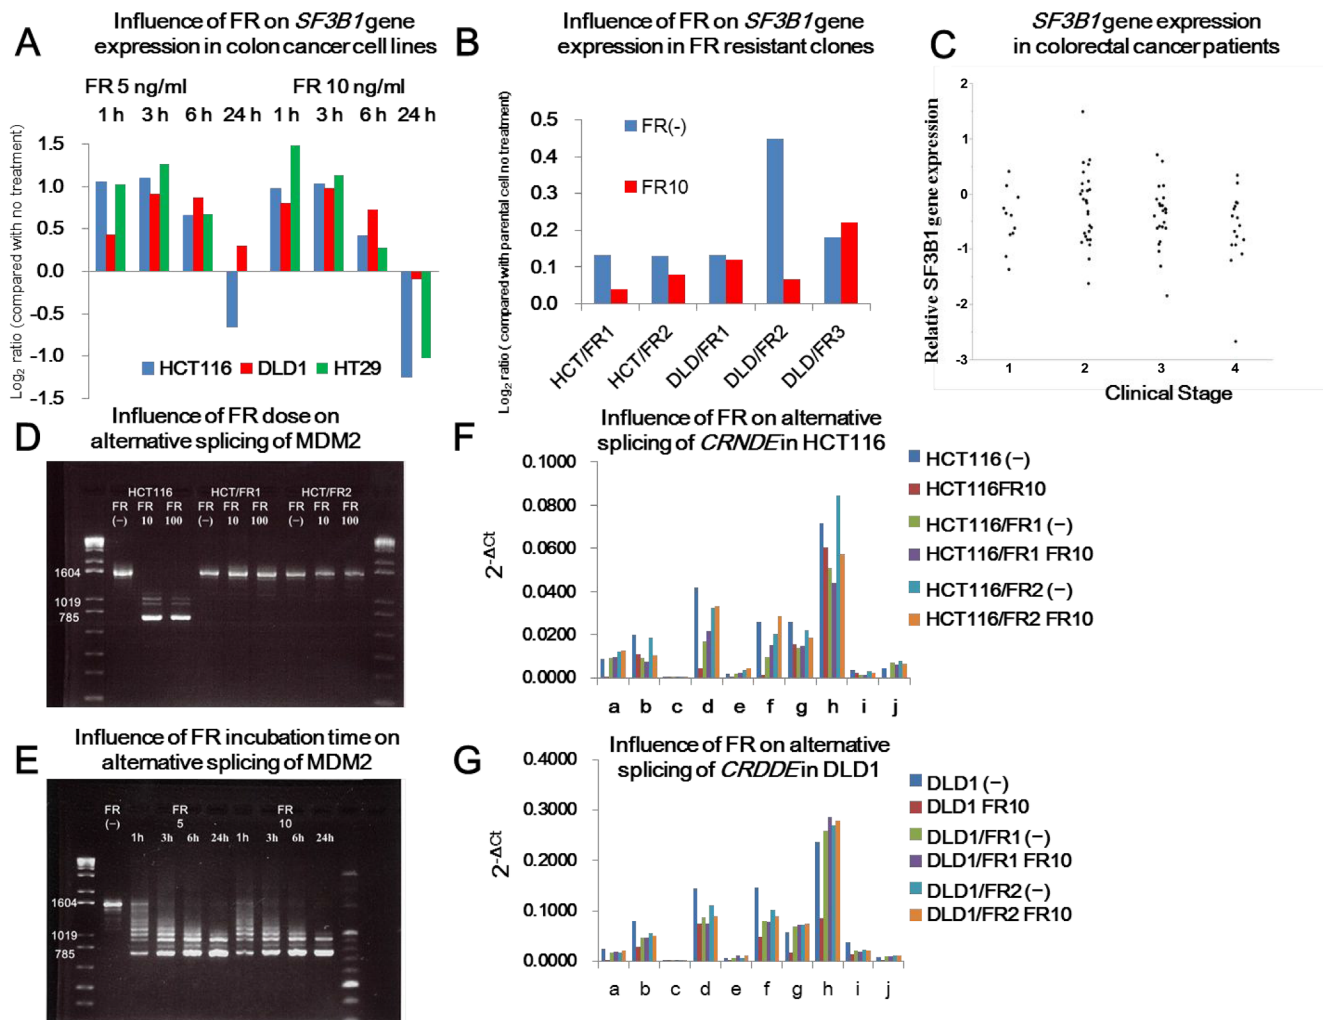 A
Influence of FR on SF3B1 gene
expression in colon cancer cell lines
FR 5 ng/ml FR 10 ng/ml
1 h 3 h 6 h 24 h 1 h 3 h 6 h 24 h
Log2 ratio (compared with no treatment)
1.5
1.0
0.5
0.0
-0.5
-1.0
-1.5
HCT116 DLD1 HT29
B
Influence of FR on SF3B1 gene
expression in FR resistant clones
Log2 ratio ( compared with parental cell no treatment)
0.5
0.4
0.3
0.2
0.1
0.0
FR(-)
FR10
HCT/FR1 HCT/FR2 DLD/FR1 DLD/FR2 DLD/FR3
C
SF3B1 gene expression
in colorectal cancer patients
Relative SF3B1 gene expression
2
1
0
-1
-2
-3
1 2 3 4
Clinical Stage
D
Influence of FR dose on
alternative splicing of MDM2
HCT116 HCT/FR1 HCT/FR2
FR FR FR FR FR FR FR FR FR
(−) 10 100 (−) 10 100 (−) 10 100
1604
1019
785
E
Influence of FR incubation time on
alternative splicing of MDM2
FR FR FR
(−) 5 10
1h 3h 6h 24h 1h 3h 6h 24h
1604
1019
785
F
Influence of FR on alternative
splicing of CRNDE in HCT116
2-ΔCt
0.1000
0.0800
0.0600
0.0400
0.0200
0.0000
a b c d e f g h i j
HCT116 (−)
HCT116FR10
HCT116/FR1 (−)
HCT116/FR1 FR10
HCT116/FR2 (−)
HCT116/FR2 FR10
G
Influence of FR on alternative
splicing of CRDDE in DLD1
2-ΔCt
0.4000
0.3000
0.2000
0.1000
0.0000
a b c d e f g h i j
DLD1 (−)
DLD1 FR10
DLD1/FR1 (−)
DLD1/FR1 FR10
DLD1/FR2 (−)
DLD1/FR2 FR10